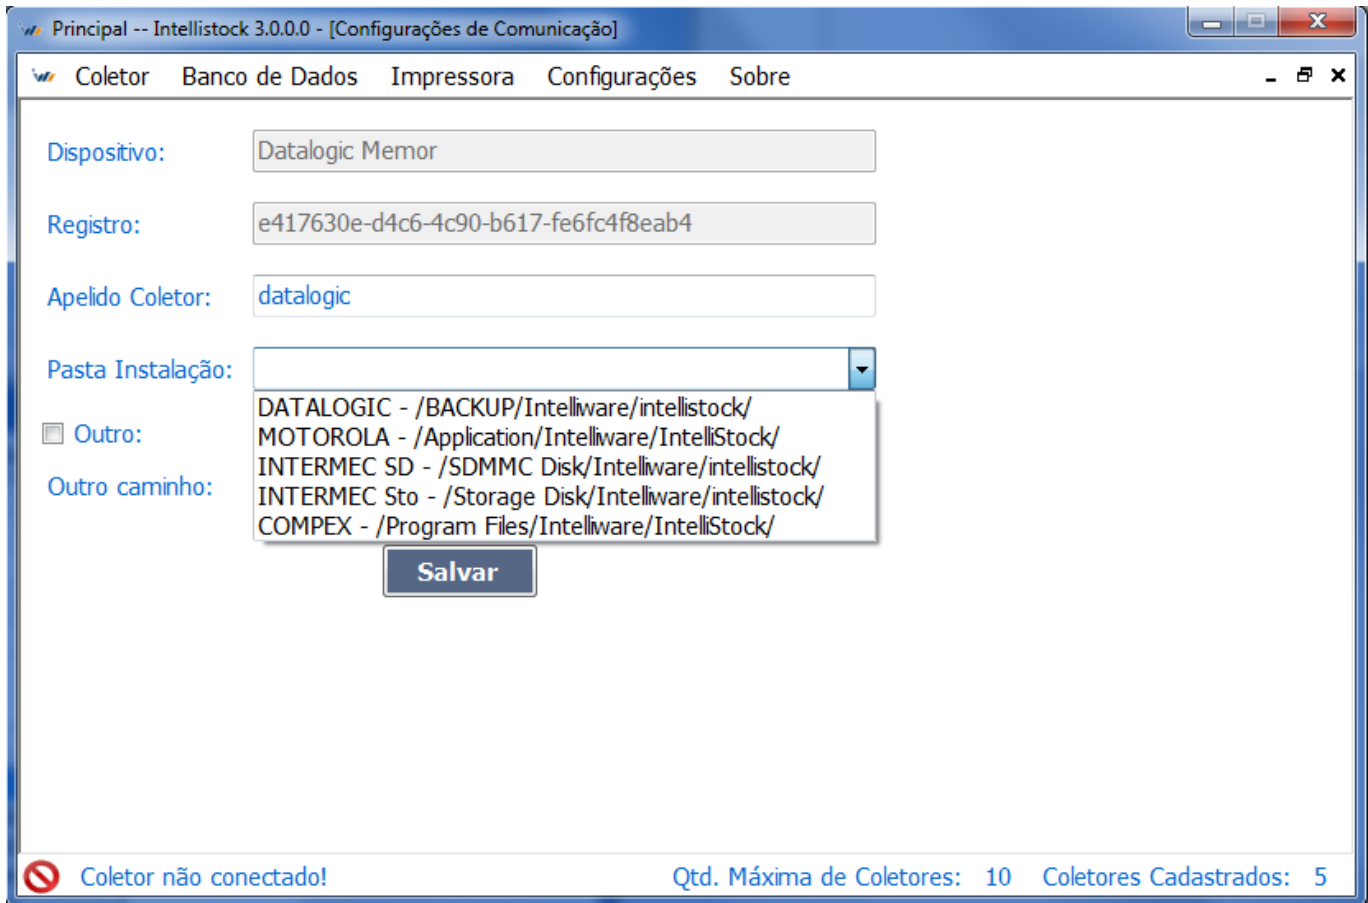 Principal -- Intellistock 3.0.0.0 - [Configurações de Comunicação]
Coletor Banco de Dados Impressora Configurações Sobre
Dispositivo: Datalogic Memor
Registro: e417630e-d4c6-4c90-b617-fe6fc4f8eab4
Apelido Coletor: datalogic
Pasta Instalação:
DATALOGIC - /BACKUP/Intelliware/intellistock/
MOTOROLA - /Application/Intelliware/IntelliStock/
Outro:
INTERMEC SD - /SDMMC Disk/Intelliware/intellistock/
Outro caminho:
INTERMEC Sto - /Storage Disk/Intelliware/intellistock/
COMPEX - /Program Files/Intelliware/IntelliStock/
Salvar
Coletor não conectado! Qtd. Máxima de Coletores: 10 Coletores Cadastrados: 5